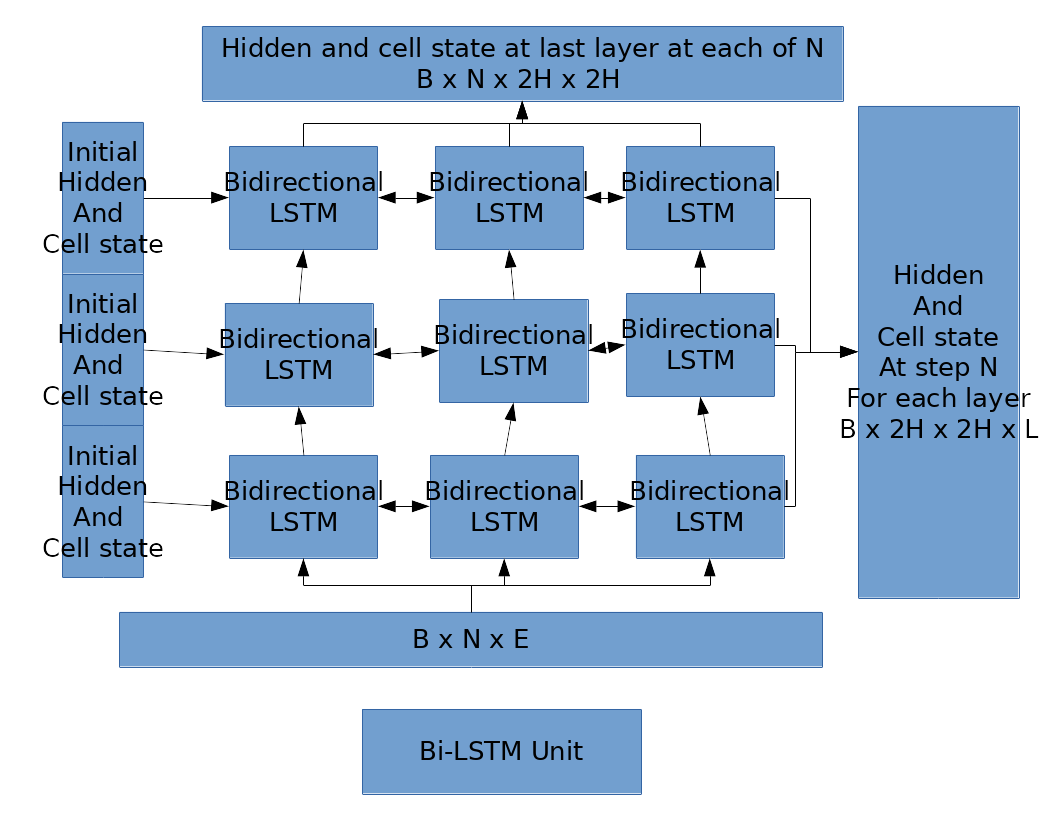 Hidden and cell state at last layer at each of N
B x N x 2H x 2H
Initial
Hidden
And
Cell state
Bidirectional
LSTM
Bidirectional
LSTM
Bidirectional
LSTM
Initial
Hidden
And
Cell state
Bidirectional
LSTM
Bidirectional
LSTM
Bidirectional
LSTM
Initial
Hidden
And
Cell state
Bidirectional
LSTM
Bidirectional
LSTM
Bidirectional
LSTM
Hidden
And
Cell state
At step N
For each layer
B x 2H x 2H x L
B x N x E
Bi-LSTM Unit